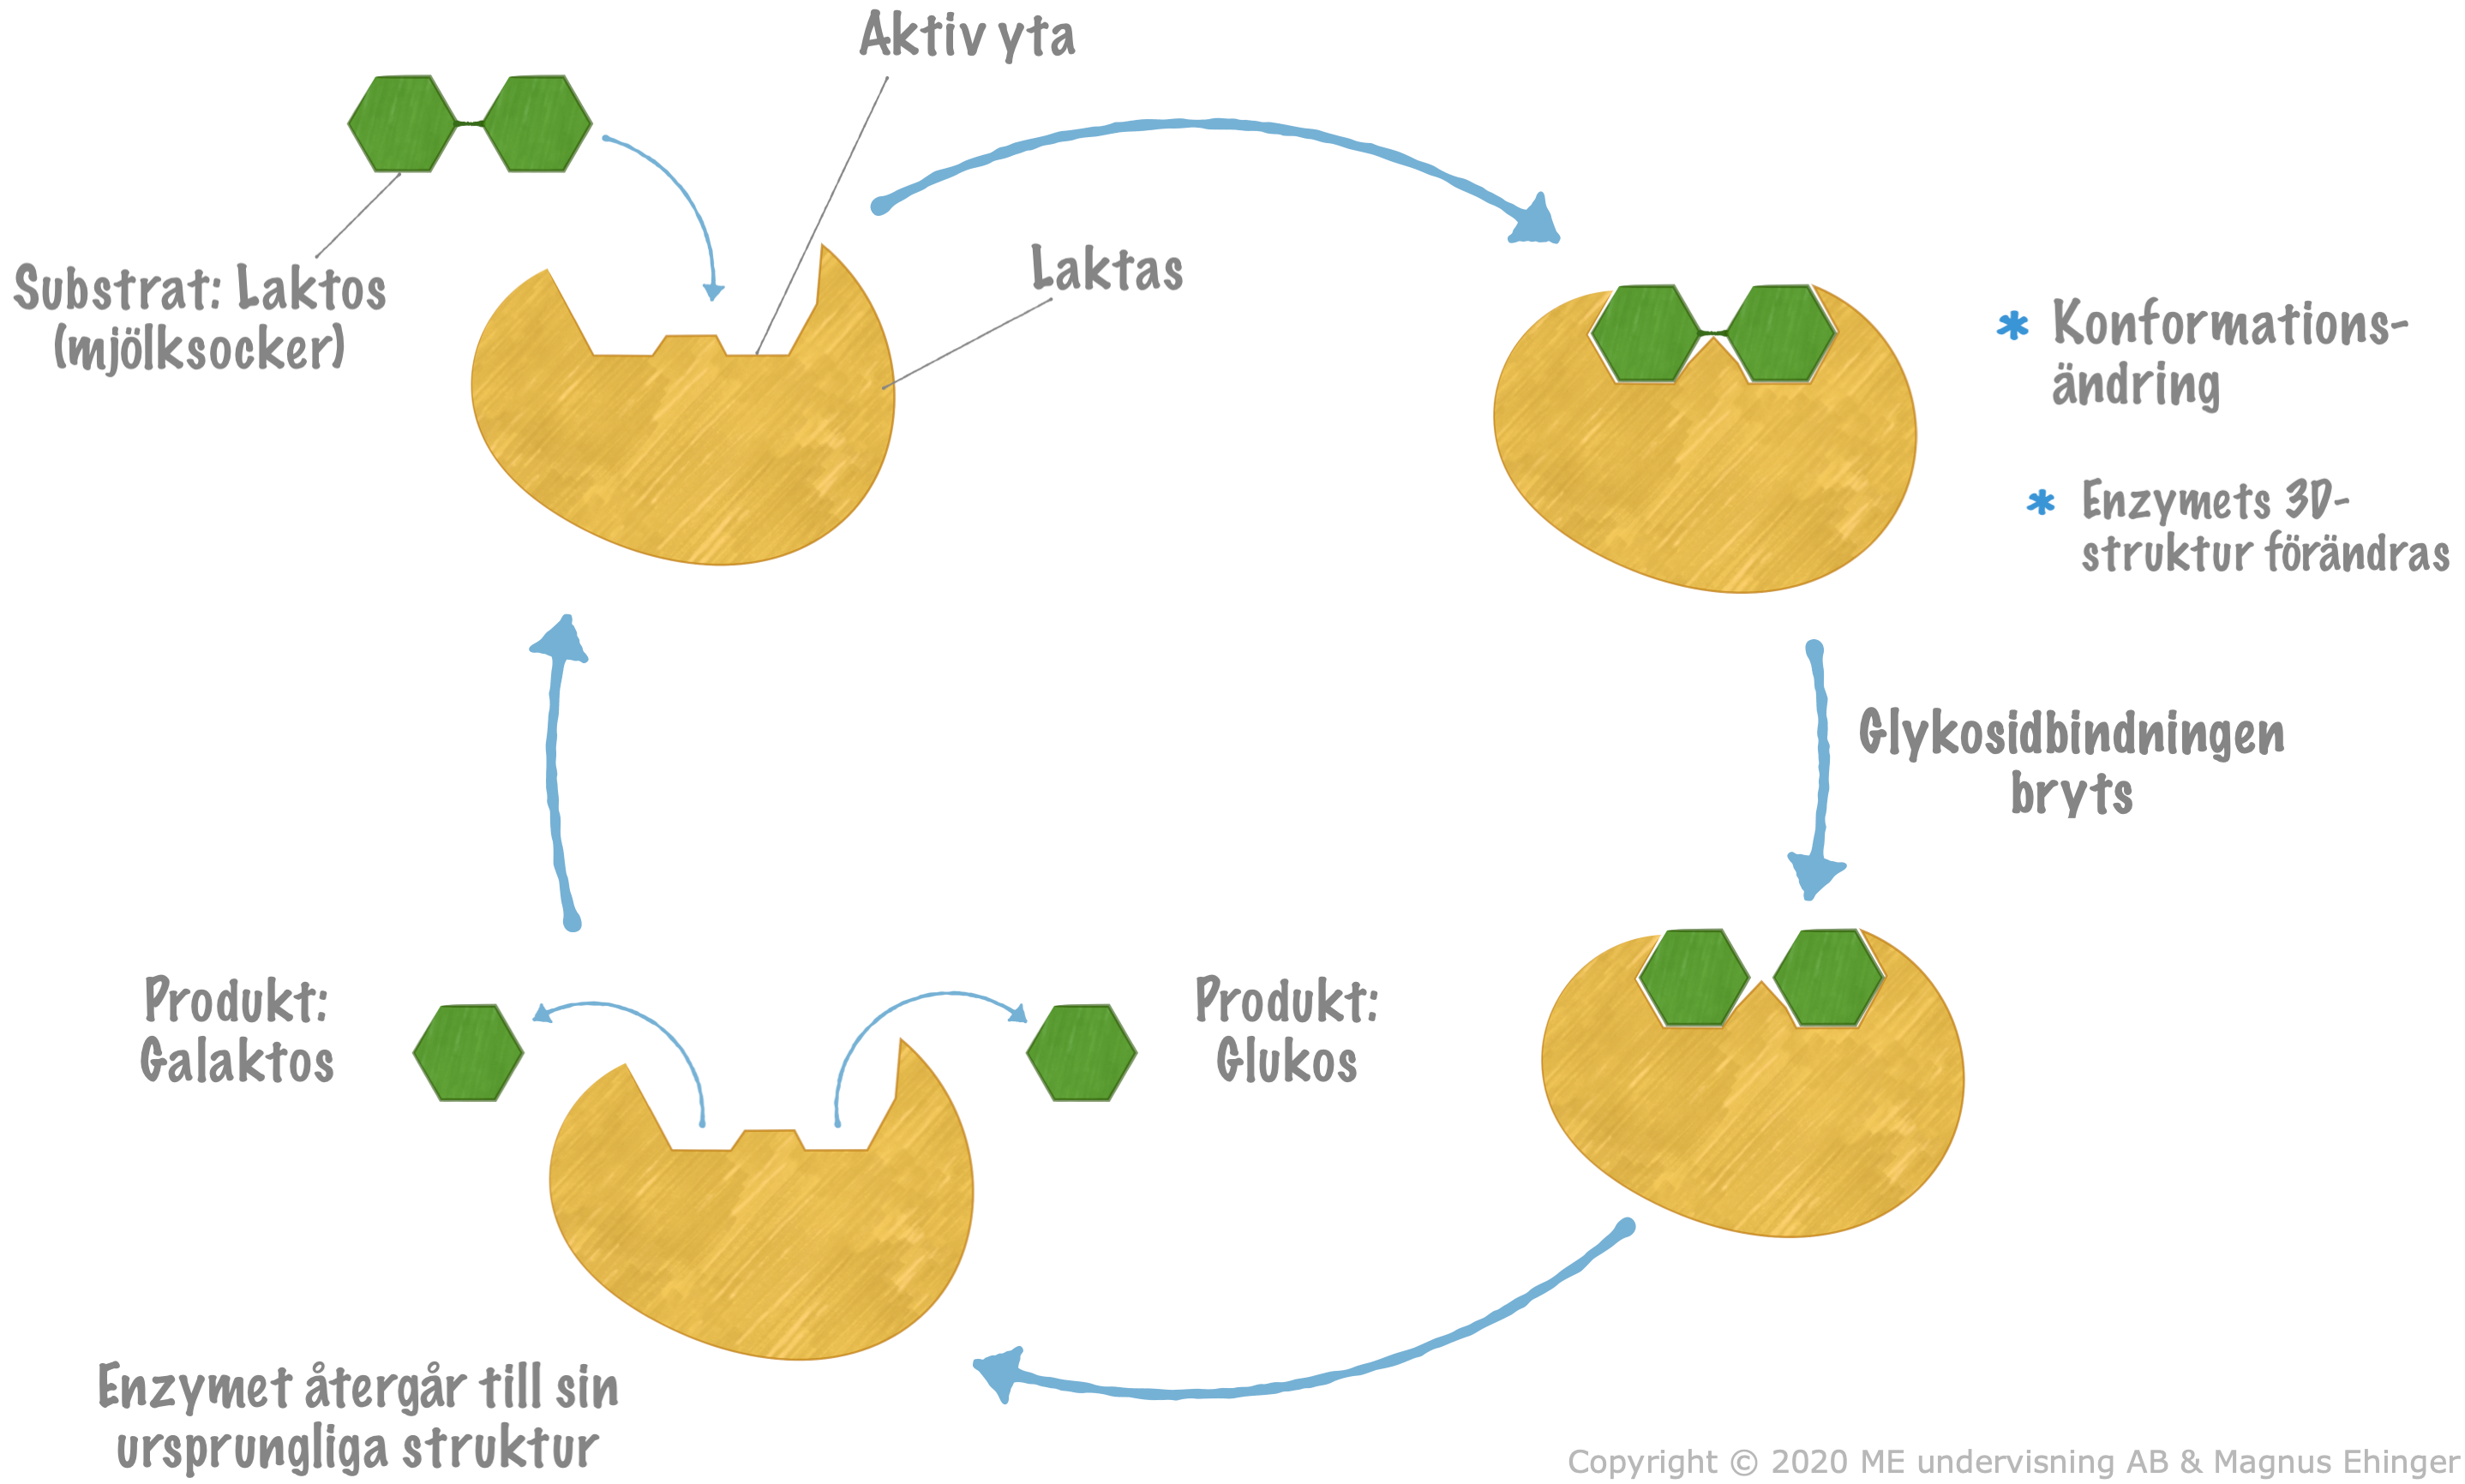 Aktiv yta
Substrat: Laktos
(mjölksocker)
Laktas
* Konformations-
ändring
* Enzymets 3D-
struktur förändras
Glykosidbindningen
bryts
Produkt:
Glukos
Produkt:
Galaktos
Enzymet återgår till sin
ursprungliga struktur
Copyright © 2020 ME undervisning AB & Magnus Ehinger